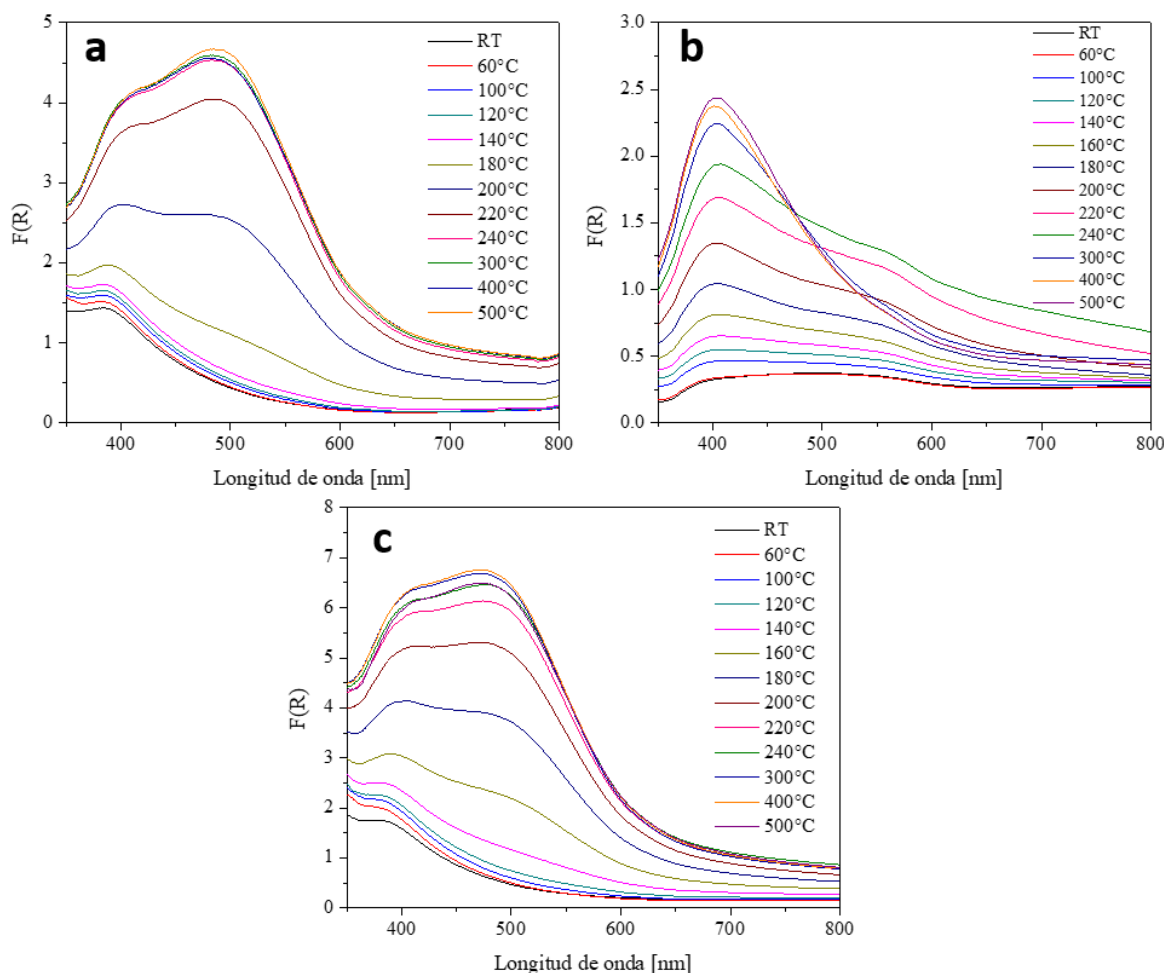 a
5
4
3
2
1
0
F(R)
400 500 600 700 800
Longitud de onda [nm]
RT
60°C
100°C
120°C
140°C
180°C
200°C
220°C
240°C
300°C
400°C
500°C
b
3.0
2.5
2.0
1.5
1.0
0.5
0.0
F(R)
400 500 600 700 800
Longitud de onda [nm]
RT
60°C
100°C
120°C
140°C
160°C
180°C
200°C
220°C
240°C
300°C
400°C
500°C
c
8
7
6
5
4
3
2
1
0
F(R)
400 500 600 700 800
Longitud de onda [nm]
RT
60°C
100°C
120°C
140°C
160°C
180°C
200°C
220°C
240°C
300°C
400°C
500°C